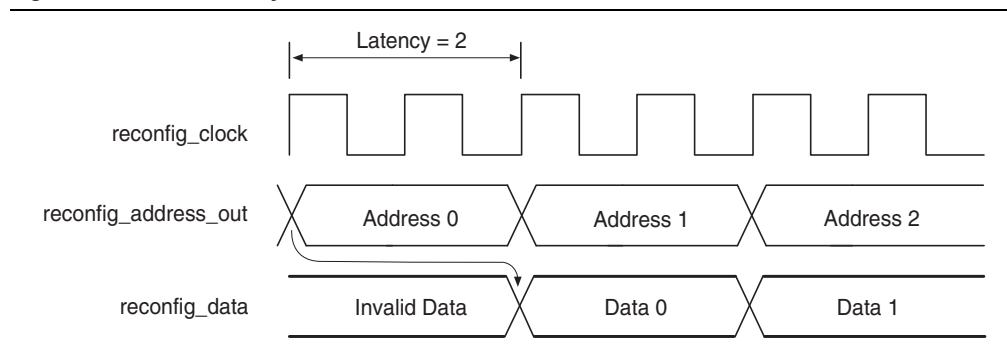 Latency = 2
reconfig_clock
reconfig_address_out Address 0 Address 1 Address 2
reconfig_data Invalid Data Data 0 Data 1